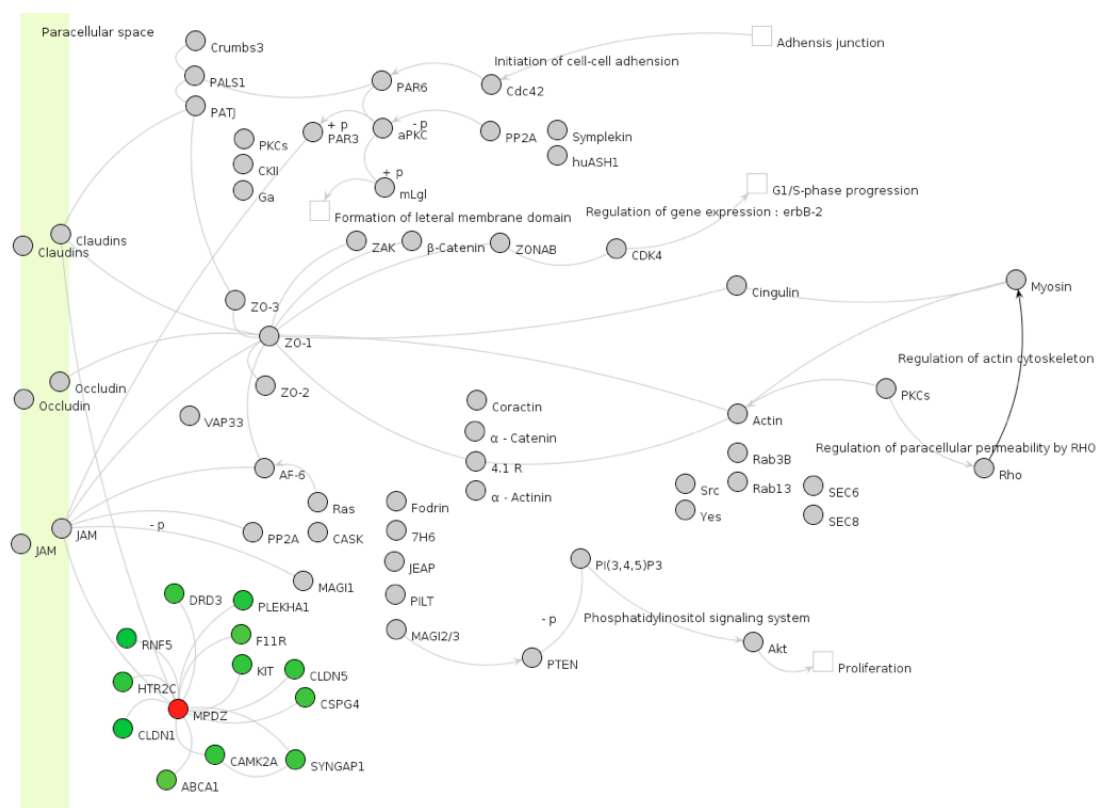 Paracellular space
Crumbs3
Adhensis junction
Initiation of cell-cell adhension
PALS1
PAR6
Cdc42
PATJ
+ p
- p
PAR3
aPKC
PP2A
Symplekin
PKCs
huASH1
CKII
+ p
Ga
mLgl
G1/S-phase progression
Formation of leteral membrane domain
Regulation of gene expression : erbB-2
Claudins
Claudins
ZAK
β-Catenin
ZONAB
CDK4
Cingulin
Myosin
ZO-3
ZO-1
Regulation of actin cytoskeleton
Occludin
Occludin
ZO-2
PKCs
VAP33
Coractin
Actin
α - Catenin
Regulation of paracellular permeability by RHO
Rab3B
4.1 R
AF-6
Rho
Src
Rab13
SEC6
α - Actinin
Ras
Fodrin
Yes
SEC8
- p
JAM
JAM
PP2A
CASK
7H6
JEAP
PI(3,4,5)P3
MAGI1
PILT
DRD3
PLEKHA1
- p
Phosphatidylinositol signaling system
MAGI2/3
RNF5
F11R
Akt
PTEN
Proliferation
KIT
CLDN5
HTR2C
CSPG4
MPDZ
CLDN1
CAMK2A
SYNGAP1
ABCA1